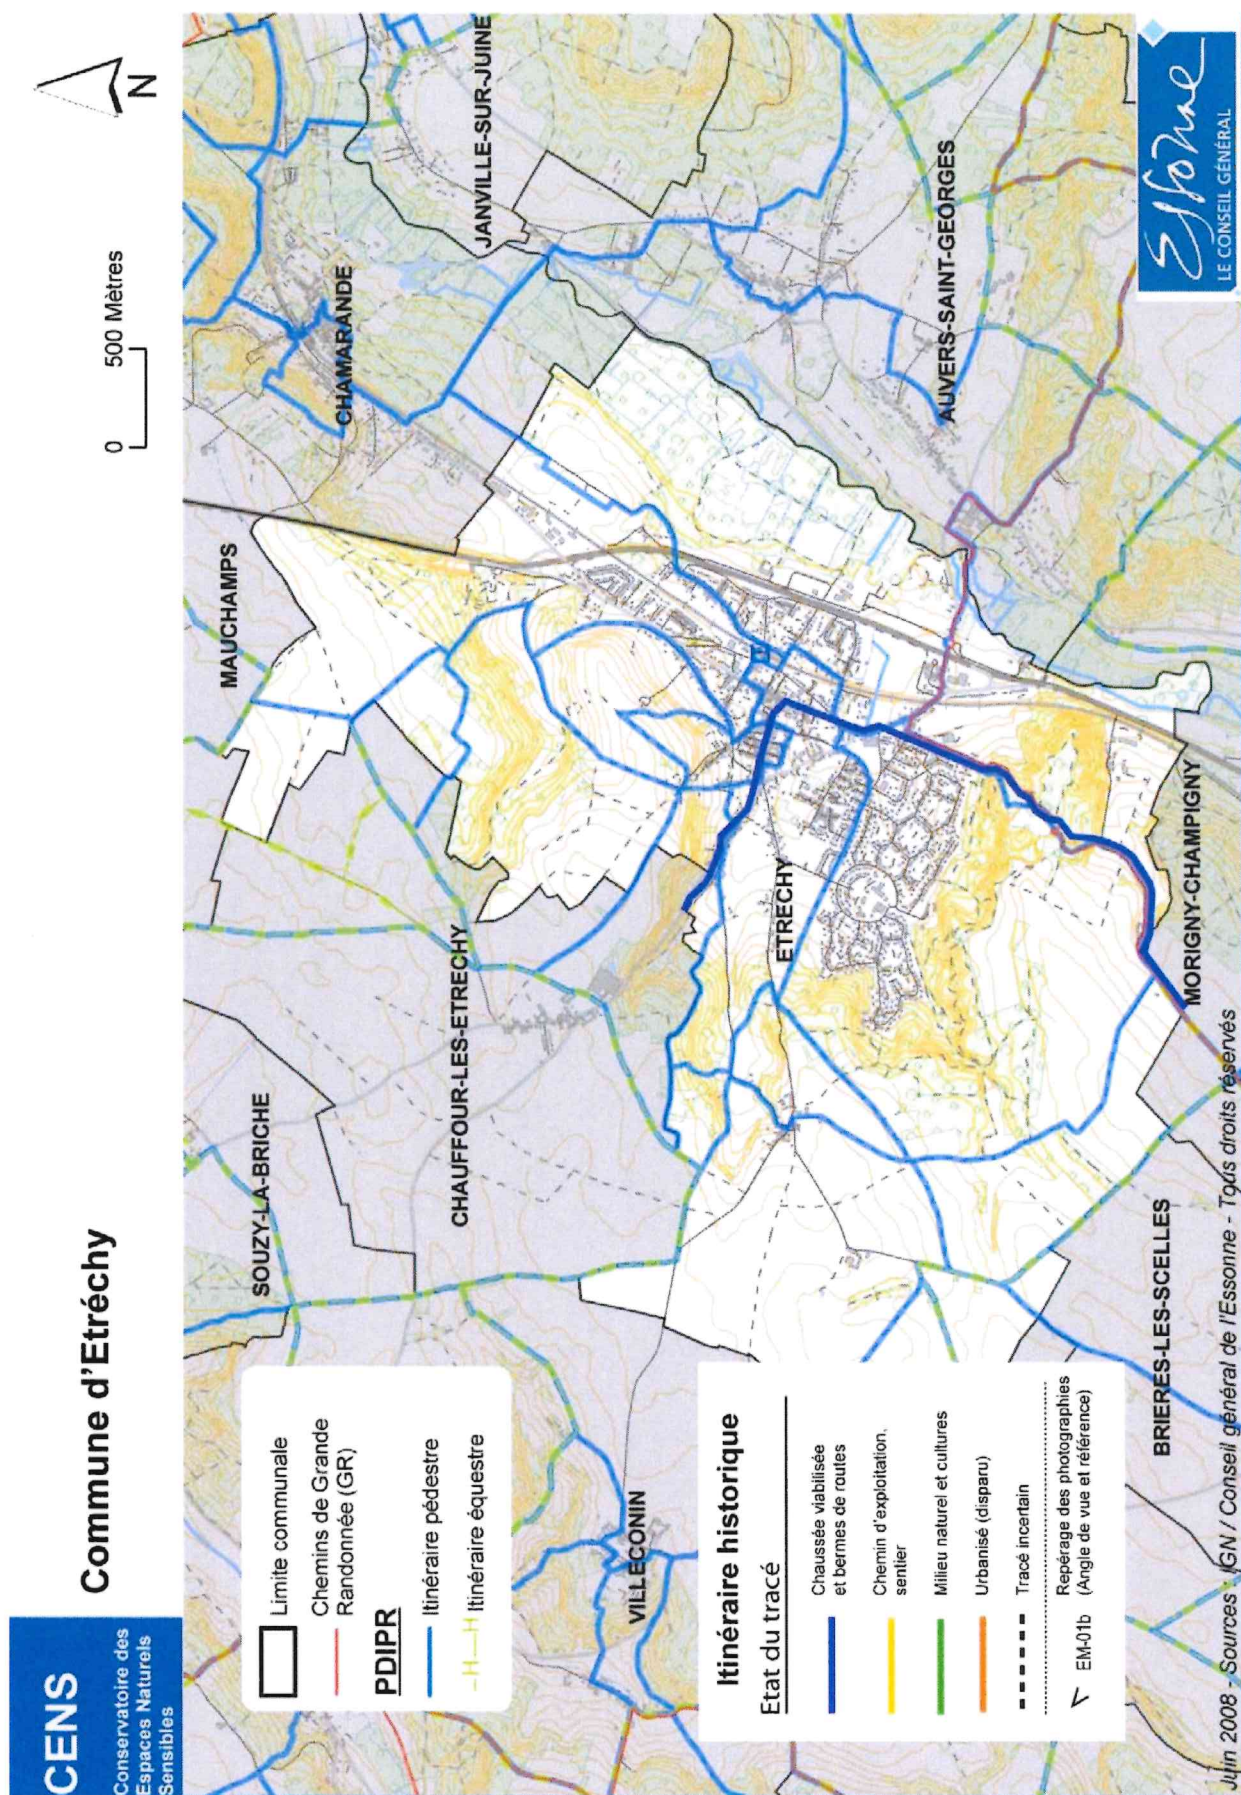 CENS
Conservatoire des
Espaces Naturels
Sensibles
Commune d'Etréchy
0 500 Mètres
N
Limite communale
Chemins de Grande
Randonnée (GR)
PDIPR
Itinéraire pédestre
Itinéraire équestre
SOUZY-LA-BRICHE
MAUCHAMPS
CHAMARANDE
JANVILLE-SUR-JUINE
CHAUFFOUR-LES-ETRECHY
VILLECONIN
ETRECHY
AUVERS-SAINT-GEORGES
MORIGNY-CHAMPIGNY
BRIERES-LES-SCELLES
Itinéraire historique
Etat du tracé
Chaussée viabilisée
et bermes de routes
Chemin d'exploitation,
sentier
Milieu naturel et cultures
Urbanisé (disparu)
Tracé incertain
EM-01b
Repérage des photographies
(Angle de vue et référence)
Essonne
LE CONSEIL GÉNÉRAL
Juin 2008 - Sources : IGN / Conseil général de l'Essonne - Tous droits réservés